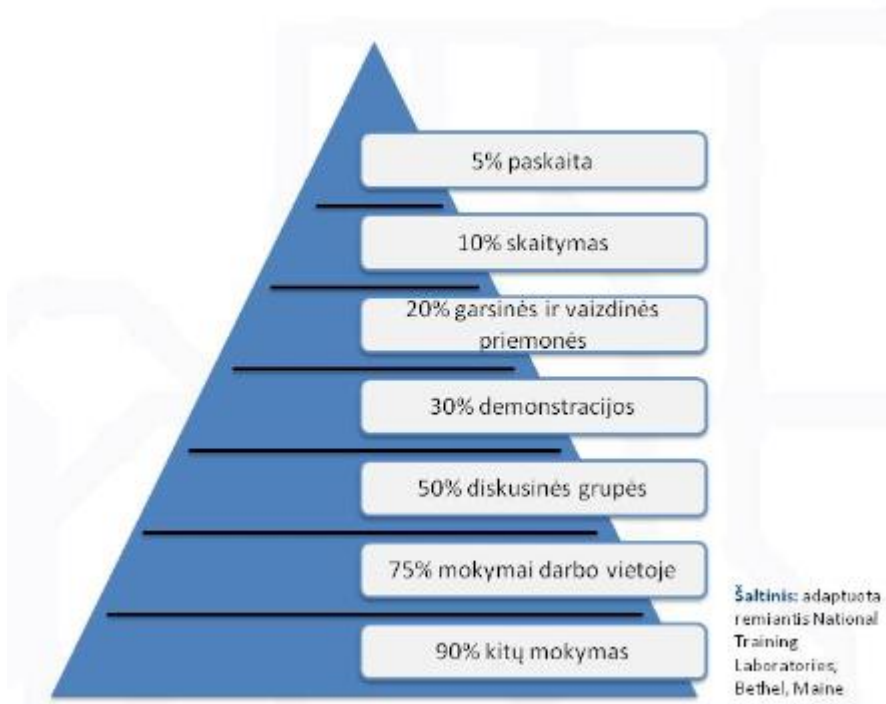 5% paskaita
10% skaitymas
20% garsinės ir vaizdinės
priemonės
30% demonstracijos
50% diskusinės grupės
75% mokymai darbo vietoje
90% kitų mokymas
Šaltinis: adaptuota
remiantis National
Training
Laboratories,
Bethel, Maine